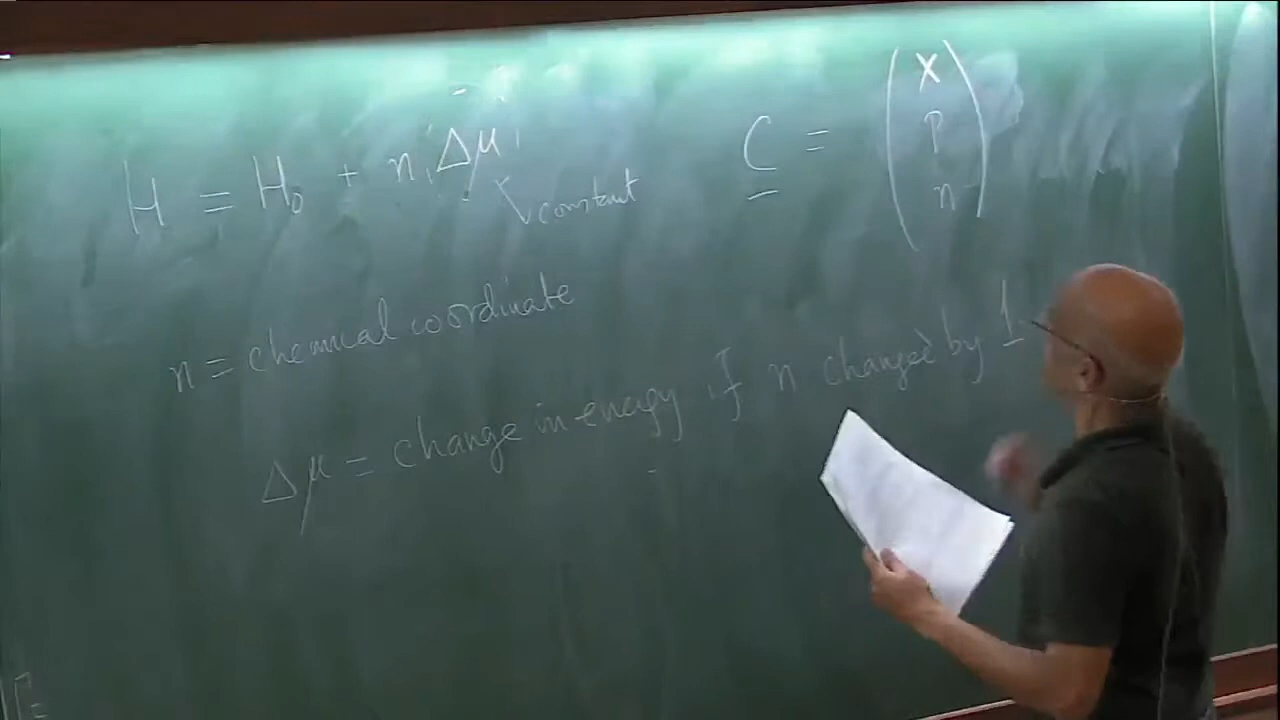 H = H₀ + n Δμ
constant
C = ( X p n )
n = chemical coordinate
Δμ = change in energy if n changed by 1